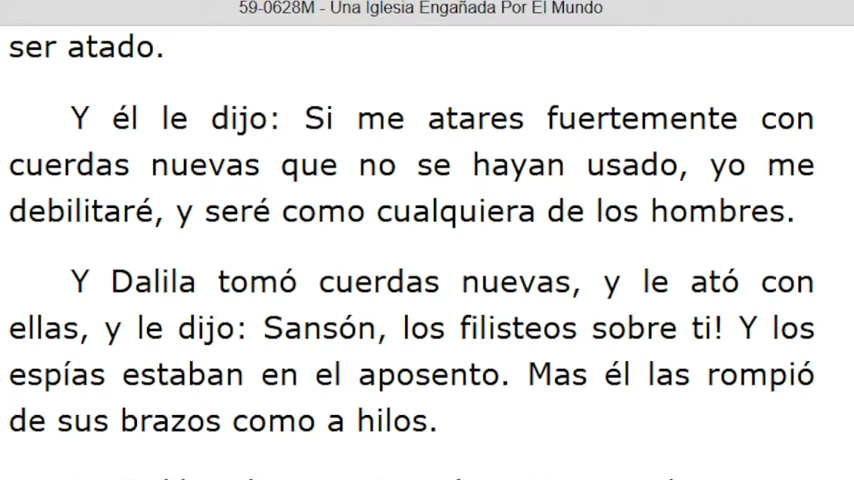 59-0628M - Una Iglesia Engañada Por El Mundo
ser atado.
Y él le dijo: Si me atares fuertemente con
cuerdas nuevas que no se hayan usado, yo me
debilitaré, y seré como cualquiera de los hombres.
Y Dalila tomó cuerdas nuevas, y le ató con
ellas, y le dijo: Sansón, los filisteos sobre ti! Y los
espías estaban en el aposento. Mas él las rompió
de sus brazos como a hilos.